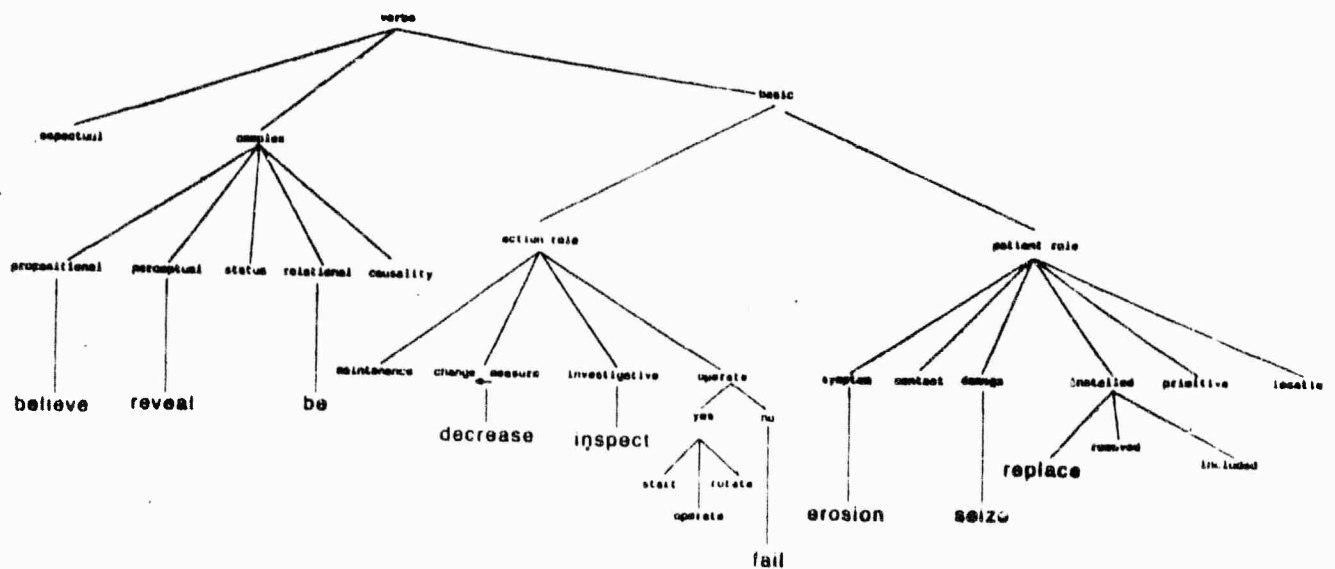 verbs
basic
aspectual
complex
action role
patient role
propositional perceptual status relational causality
maintenance change measure investigative operate
symptom contact damage installed primitive locatie
believe reveal be
yes no
decrease inspect
removed
replace
included
start rotate
operate
erosion seize
fail